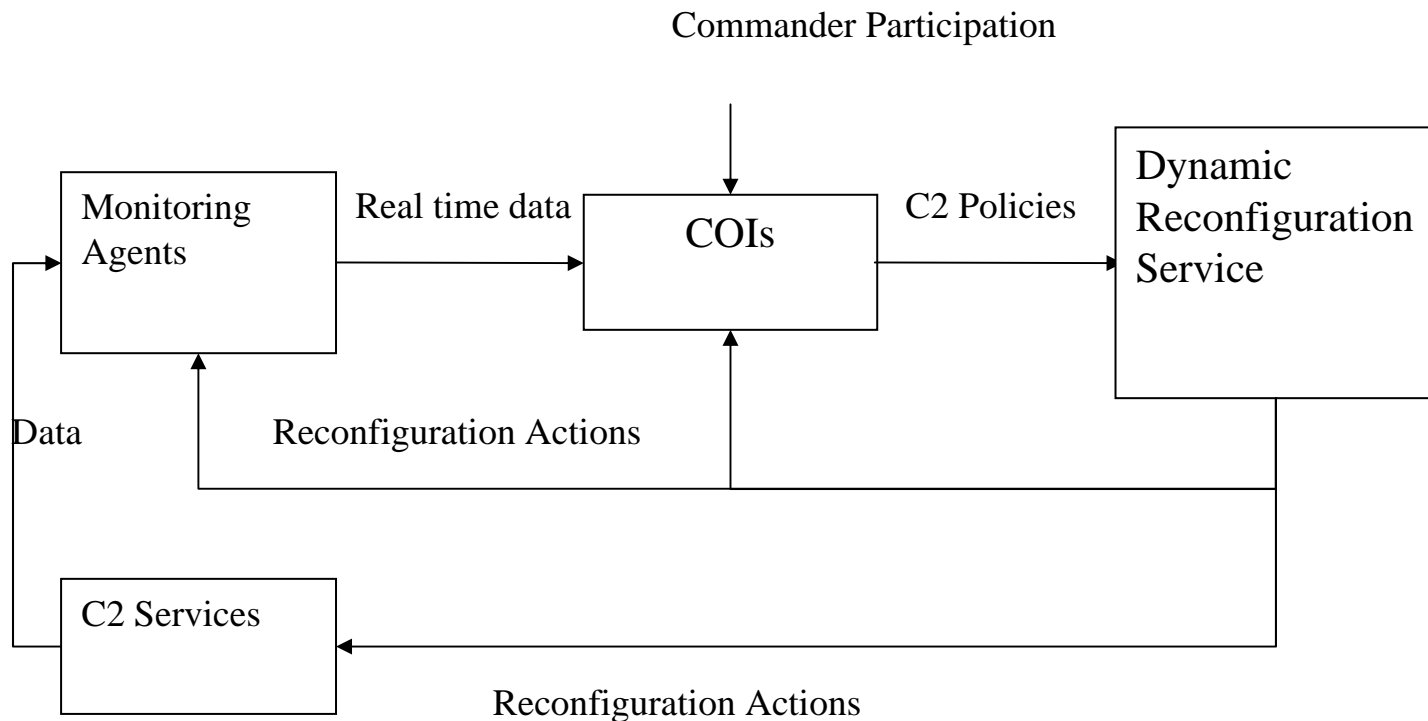 Commander Participation
Monitoring
Agents
Real time data
COIs
C2 Policies
Dynamic
Reconfiguration
Service
Data
Reconfiguration Actions
C2 Services
Reconfiguration Actions